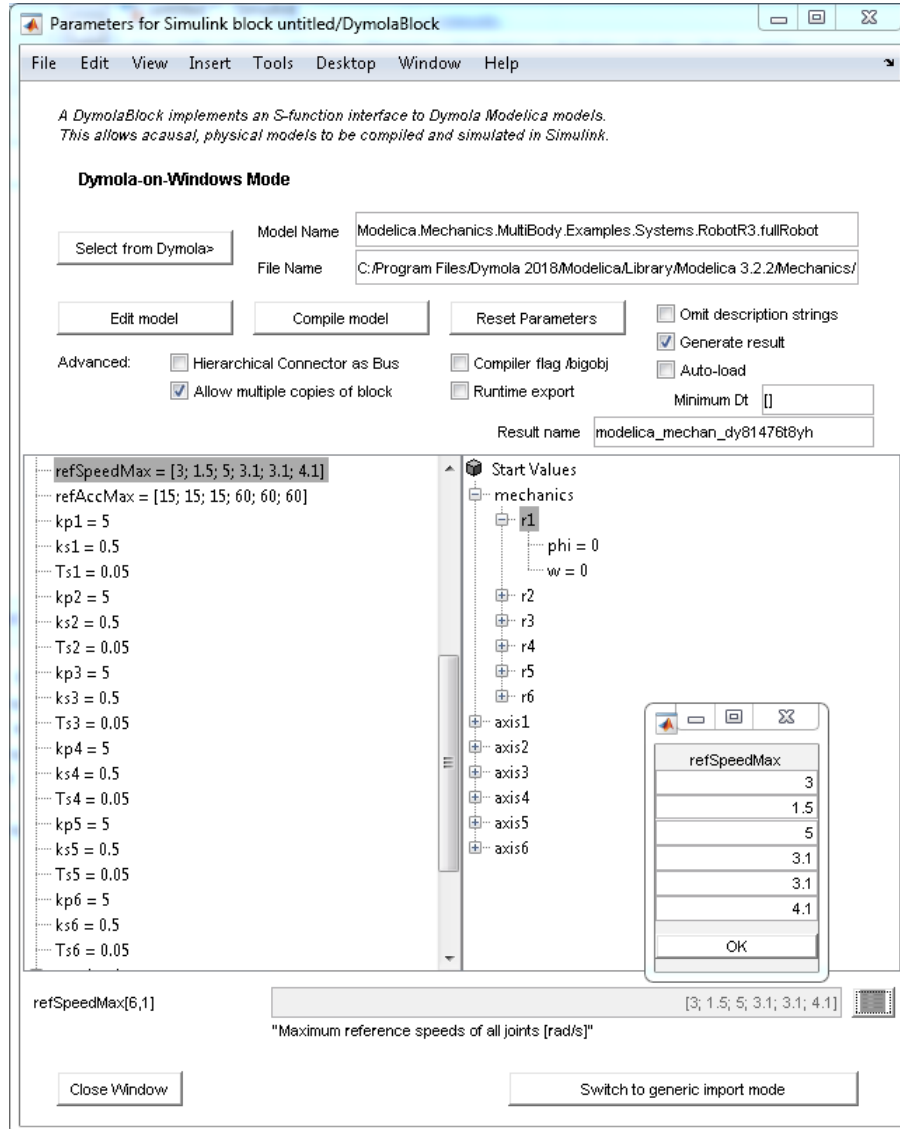 Parameters for Simulink block untitled/DymolaBlock
File Edit View Insert Tools Desktop Window Help
A DymolaBlock implements an S-function interface to Dymola Modelica models.
This allows acausal, physical models to be compiled and simulated in Simulink.
Dymola-on-Windows Mode
Select from Dymola>
Model Name Modelica.Mechanics.MultiBody.Examples.Systems.RobotR3.fullRobot
File Name C:/Program Files/Dymola 2018/Modelica/Library/Modelica 3.2.2/Mechanics/
Edit model Compile model Reset Parameters
Omit description strings
Generate result
Auto-load
Advanced: Hierarchical Connector as Bus Compiler flag /bigobj
Allow multiple copies of block Runtime export
Minimum Dt []
Result name modelica_mechan_dy81476t8yh
refSpeedMax = [3; 1.5; 5; 3.1; 3.1; 4.1]
refAccMax = [15; 15; 15; 60; 60; 60]
kp1 = 5
ks1 = 0.5
Ts1 = 0.05
kp2 = 5
ks2 = 0.5
Ts2 = 0.05
kp3 = 5
ks3 = 0.5
Ts3 = 0.05
kp4 = 5
ks4 = 0.5
Ts4 = 0.05
kp5 = 5
ks5 = 0.5
Ts5 = 0.05
kp6 = 5
ks6 = 0.5
Ts6 = 0.05
Start Values
mechanics
r1
phi = 0
w = 0
r2
r3
r4
r5
r6
axis1
axis2
axis3
axis4
axis5
axis6
refSpeedMax
3
1.5
5
3.1
3.1
4.1
OK
refSpeedMax[6,1] [3; 1.5; 5; 3.1; 3.1; 4.1]
"Maximum reference speeds of all joints [rad/s]"
Close Window Switch to generic import mode